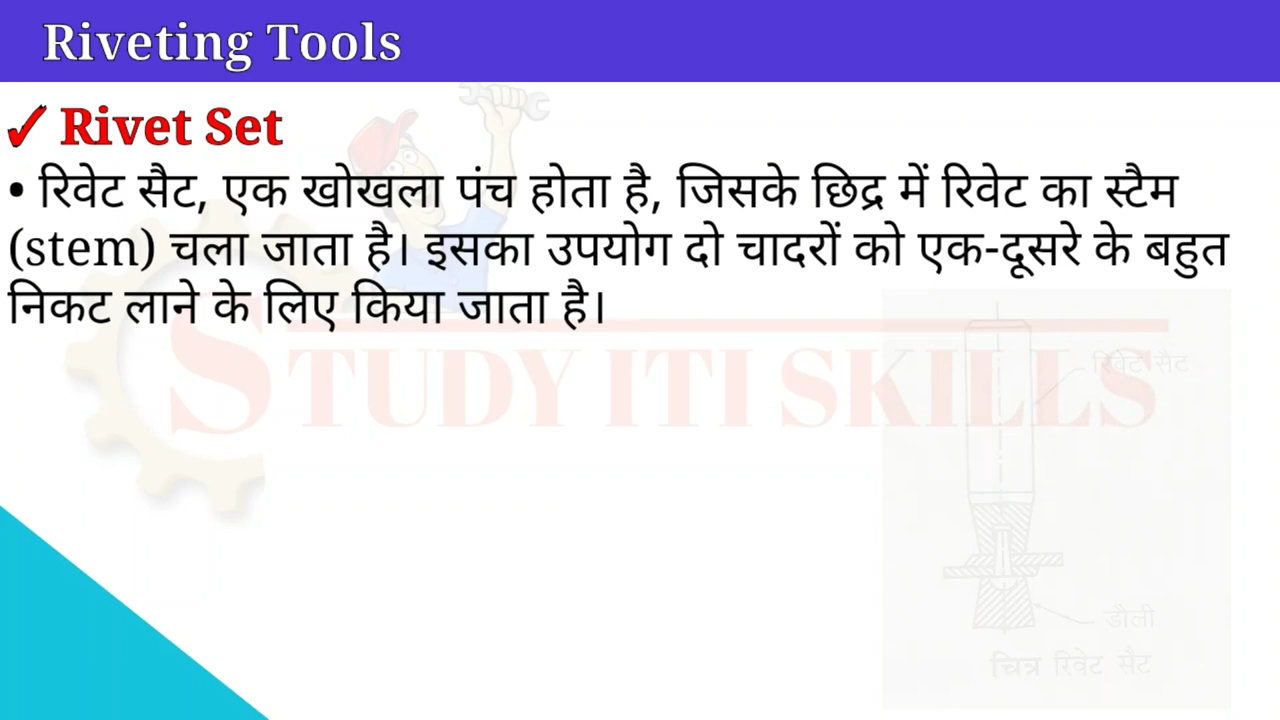 Riveting Tools
✓ Rivet Set
• रिवेट सैट, एक खोखला पंच होता है, जिसके छिद्र में रिवेट का स्टैम
(stem) चला जाता है। इसका उपयोग दो चादरों को एक-दूसरे के बहुत
निकट लाने के लिए किया जाता है।
STUDY ITI SKILLS
रिवेट सैट
डौली
चित्र रिवेट सैट